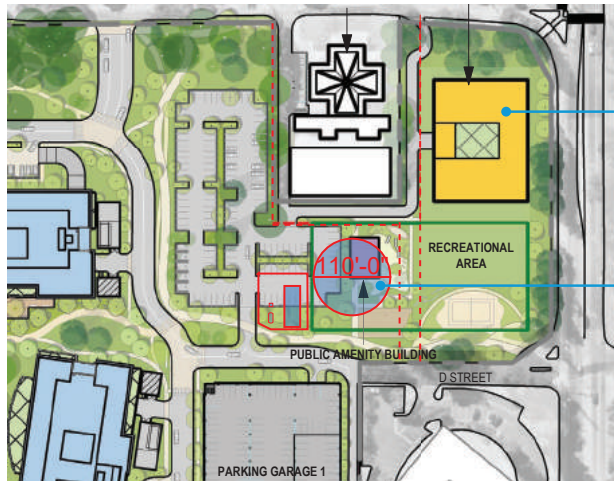 RECREATIONAL
AREA
110'-0"
PUBLIC AMENITY BUILDING
D STREET
PARKING GARAGE 1